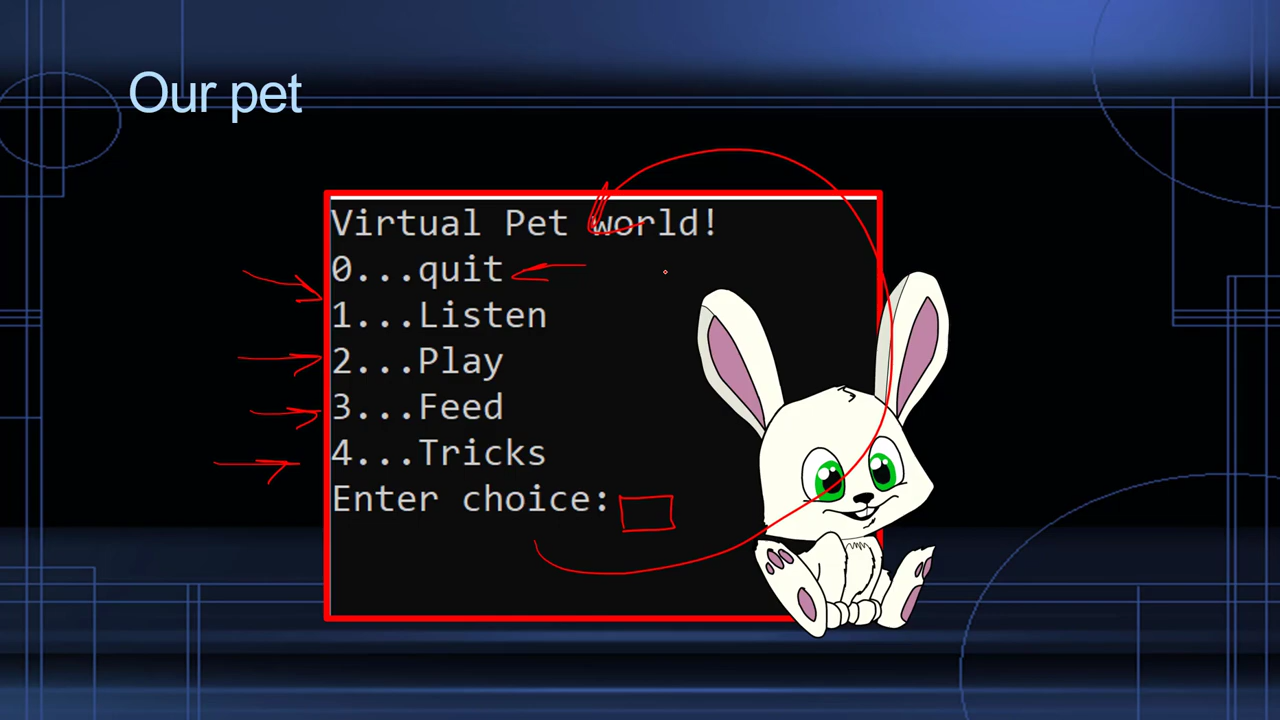 Our pet
Virtual Pet world!
0...quit
1...Listen
2...Play
3...Feed
4...Tricks
Enter choice: